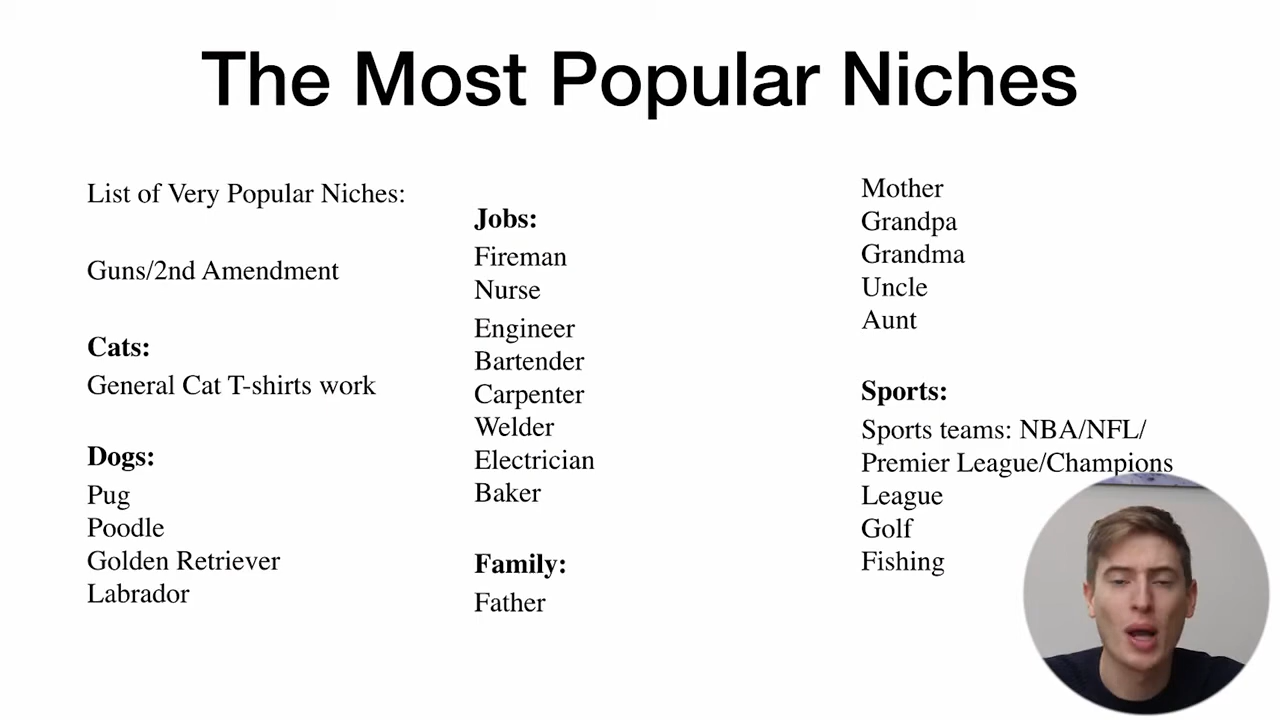 The Most Popular Niches
List of Very Popular Niches:
Guns/2nd Amendment
Cats:
General Cat T-shirts work
Dogs:
Pug
Poodle
Golden Retriever
Labrador
Jobs:
Fireman
Nurse
Engineer
Bartender
Carpenter
Welder
Electrician
Baker
Family:
Father
Mother
Grandpa
Grandma
Uncle
Aunt
Sports:
Sports teams: NBA/NFL/
Premier League/Champions
League
Golf
Fishing